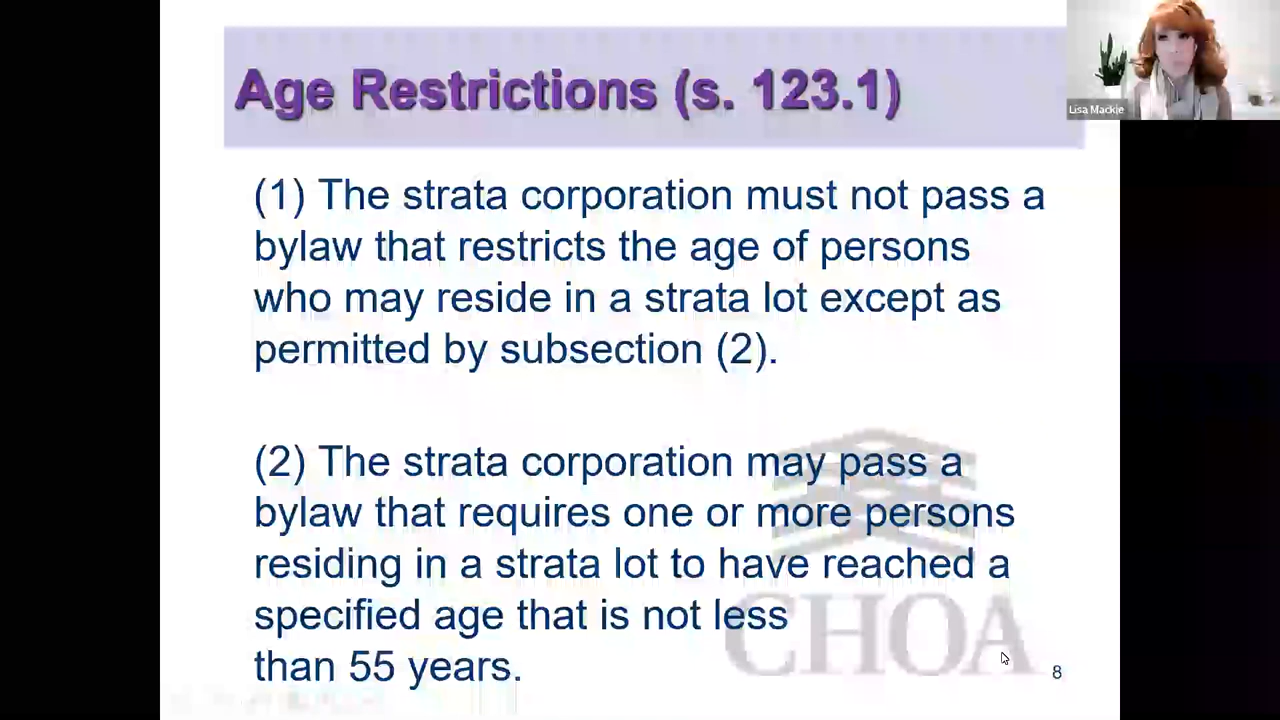 Age Restrictions (s. 123.1)
Lisa Mackie
(1) The strata corporation must not pass a
bylaw that restricts the age of persons
who may reside in a strata lot except as
permitted by subsection (2).
(2) The strata corporation may pass a
bylaw that requires one or more persons
residing in a strata lot to have reached a
specified age that is not less
than 55 years.
CHOA
8